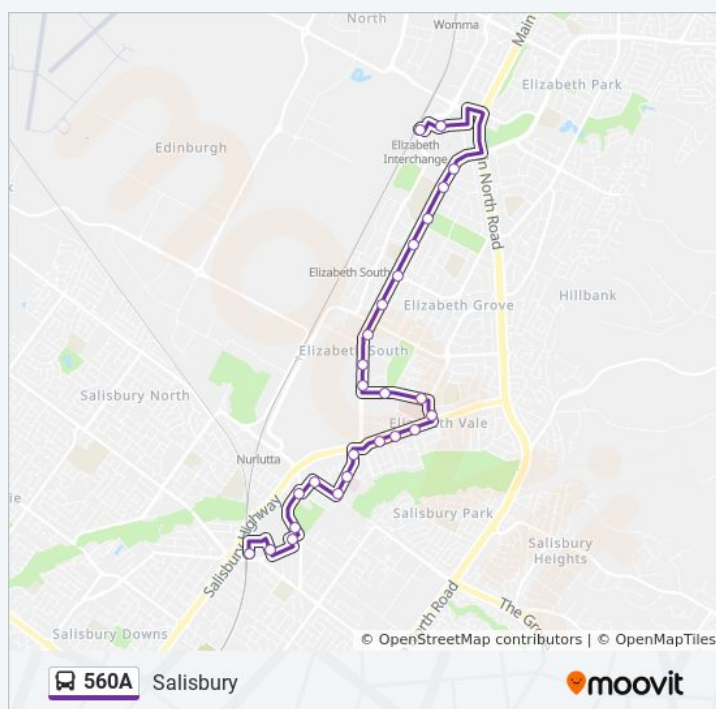 North
Womma
Main
Elizabeth Park
Edinburgh
Elizabeth
Interchange
North Road
Elizabeth South
Elizabeth Grove
Hillbank
Elizabeth South
Salisbury North
Elizabeth Vale
Nurlutta
Salisbury Highway
Salisbury Park
Salisbury
Heights
Salisbury Downs
North Road
The Gro
© OpenStreetMap contributors | © OpenMapTiles
560A Salisbury
moovit